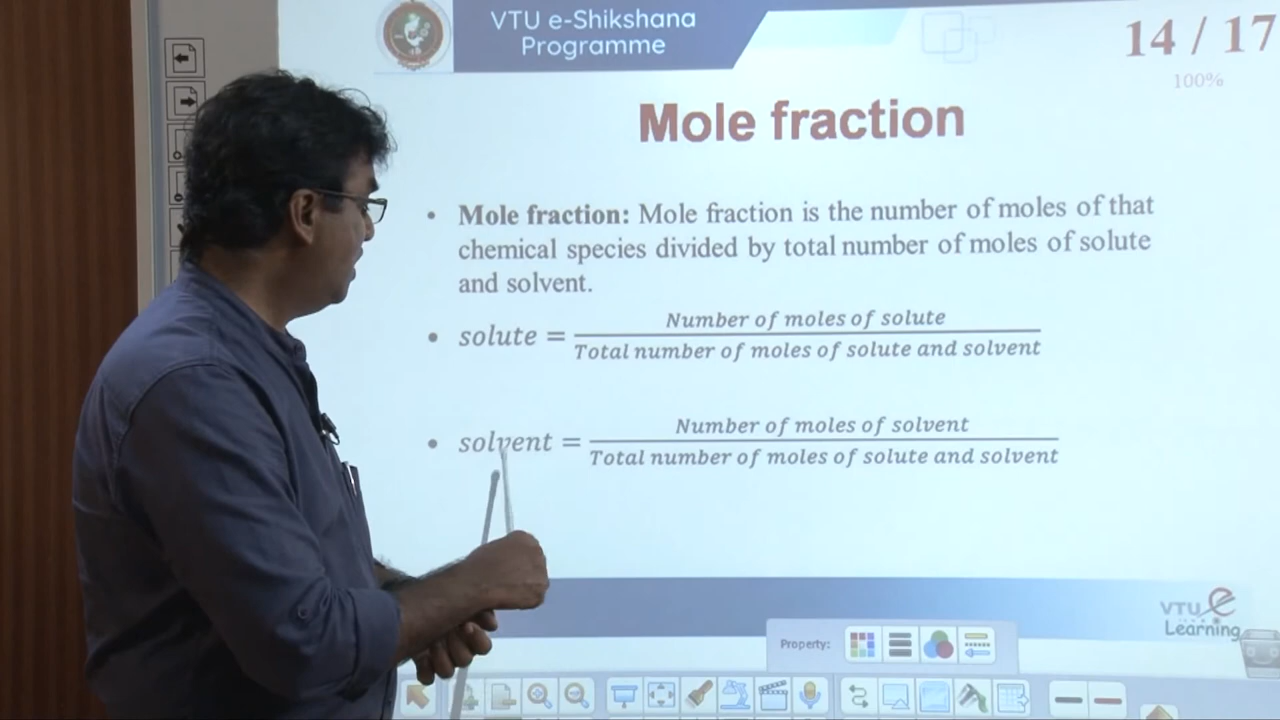 VTU e-Shikshana
Programme
14 / 17
100%
Mole fraction
• Mole fraction: Mole fraction is the number of moles of that
chemical species divided by total number of moles of solute
and solvent.
• solute = Number of moles of solute / Total number of moles of solute and solvent
• solvent = Number of moles of solvent / Total number of moles of solute and solvent
VTU e
Learning
Property: